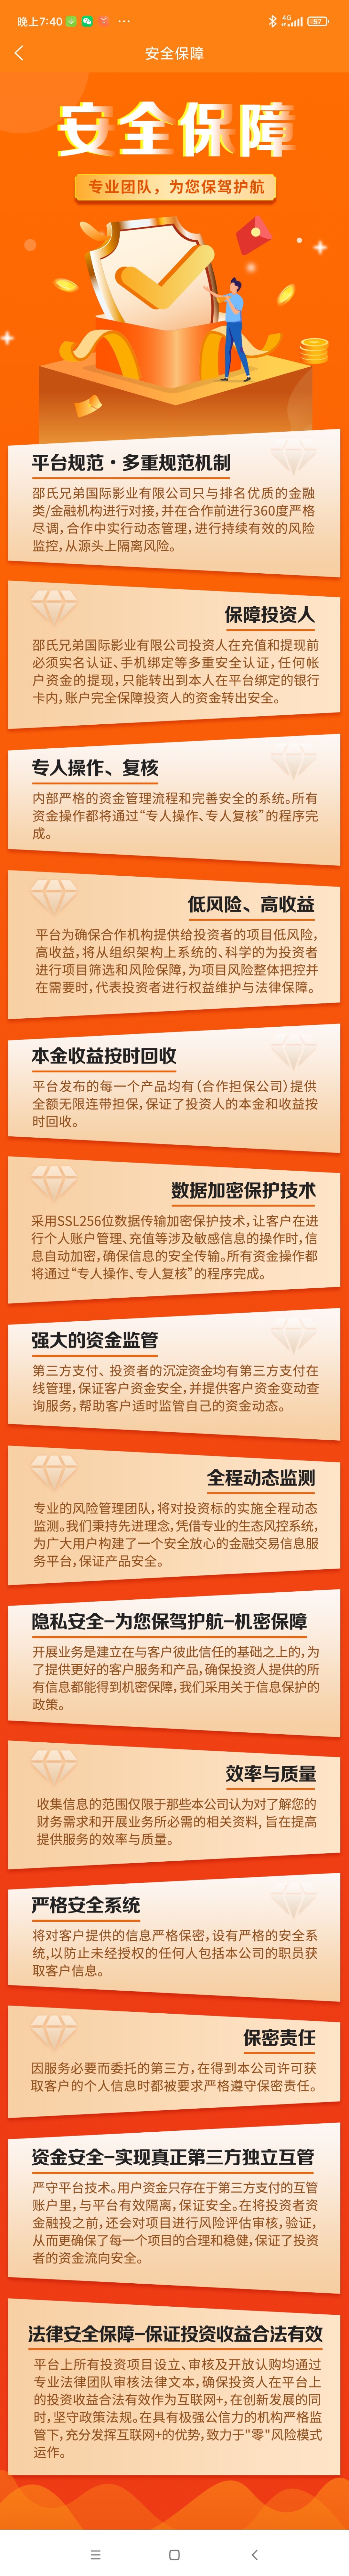 晚上7:40
4G
57
安全保障
安全保障
专业团队，为您保驾护航
平台规范·多重规范机制
邵氏兄弟国际影业有限公司只与排名优质的金融
类/金融机构进行对接，并在合作前进行360度严格
尽调，合作中实行动态管理，进行持续有效的风险
监控，从源头上隔离风险。
保障投资人
邵氏兄弟国际影业有限公司投资人在充值和提现前
必须实名认证、手机绑定等多重安全认证，任何帐
户资金的提现，只能转出到本人在平台绑定的银行
卡内，账户完全保障投资人的资金转出安全。
专人操作、复核
内部严格的资金管理流程和完善安全的系统。所有
资金操作都将通过“专人操作、专人复核”的程序完
成。
低风险、高收益
平台为确保合作机构提供给投资者的项目低风险，
高收益，将从组织架构上系统的、科学的为投资者
进行项目筛选和风险保障，为项目风险整体把控并
在需要时，代表投资者进行权益维护与法律保障。
本金收益按时回收
平台发布的每一个产品均有（合作担保公司）提供
全额无限连带担保，保证了投资人的本金和收益按
时回收。
数据加密保护技术
采用SSL256位数据传输加密保护技术，让客户在进
行个人账户管理、充值等涉及敏感信息的操作时，信
息自动加密，确保信息的安全传输。所有资金操作都
将通过“专人操作、专人复核”的程序完成。
强大的资金监管
第三方支付、投资者的沉淀资金均有第三方支付在
线管理，保证客户资金安全，并提供客户资金变动查
询服务，帮助客户适时监管自己的资金动态。
全程动态监测
专业的风险管理团队，将对投资标的实施全程动态
监测。我们秉持先进理念，凭借专业的生态风控系统，
为广大用户构建了一个安全放心的金融交易信息服
务平台，保证产品安全。
隐私安全-为您保驾护航-机密保障
开展业务是建立在与客户彼此信任的基础之上的，为
了提供更好的客户服务和产品，确保投资人提供的所
有信息都能得到机密保障，我们采用关于信息保护的
政策。
效率与质量
收集信息的范围仅限于那些本公司认为对了解您的
财务需求和开展业务所必需的相关资料，旨在提高
提供服务的效率与质量。
严格安全系统
将对客户提供的信息严格保密，设有严格的安全系
统，以防止未经授权的任何人包括本公司的职员获
取客户信息。
保密责任
因服务必要而委托的第三方，在得到本公司许可获
取客户的个人信息时都被要求严格遵守保密责任。
资金安全-实现真正第三方独立互管
严守平台技术。用户资金只存在于第三方支付的互管
账户里，与平台有效隔离，保证安全。在将投资者资
金融投之前，还会对项目进行风险评估审核，验证，
从而更确保了每一个项目的合理和稳健，保证了投资
者的资金流向安全。
法律安全保障-保证投资收益合法有效
平台上所有投资项目设立、审核及开放认购均通过
专业法律团队审核法律文本，确保投资人在平台上
的投资收益合法有效作为互联网+，在创新发展的同
时，坚守政策法规。在具有极强公信力的机构严格监
管下，充分发挥互联网+的优势，致力于"零"风险模式
运作。